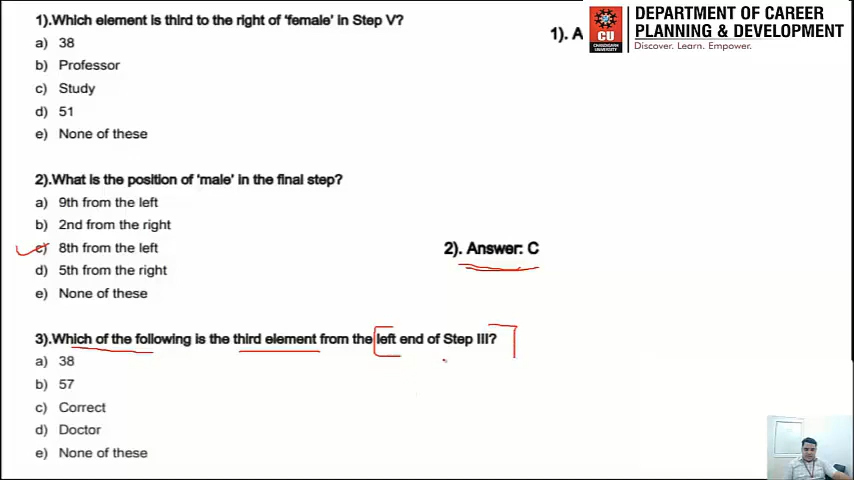 1).Which element is third to the right of ‘female’ in Step V?
a) 38
b) Professor
c) Study
d) 51
e) None of these
1). A
CU
CHANDIGARH
UNIVERSITY
DEPARTMENT OF CAREER
PLANNING & DEVELOPMENT
Discover. Learn. Empower.
2).What is the position of ‘male’ in the final step?
a) 9th from the left
b) 2nd from the right
c) 8th from the left
d) 5th from the right
e) None of these
2). Answer: C
3).Which of the following is the third element from the left end of Step III?
a) 38
b) 57
c) Correct
d) Doctor
e) None of these